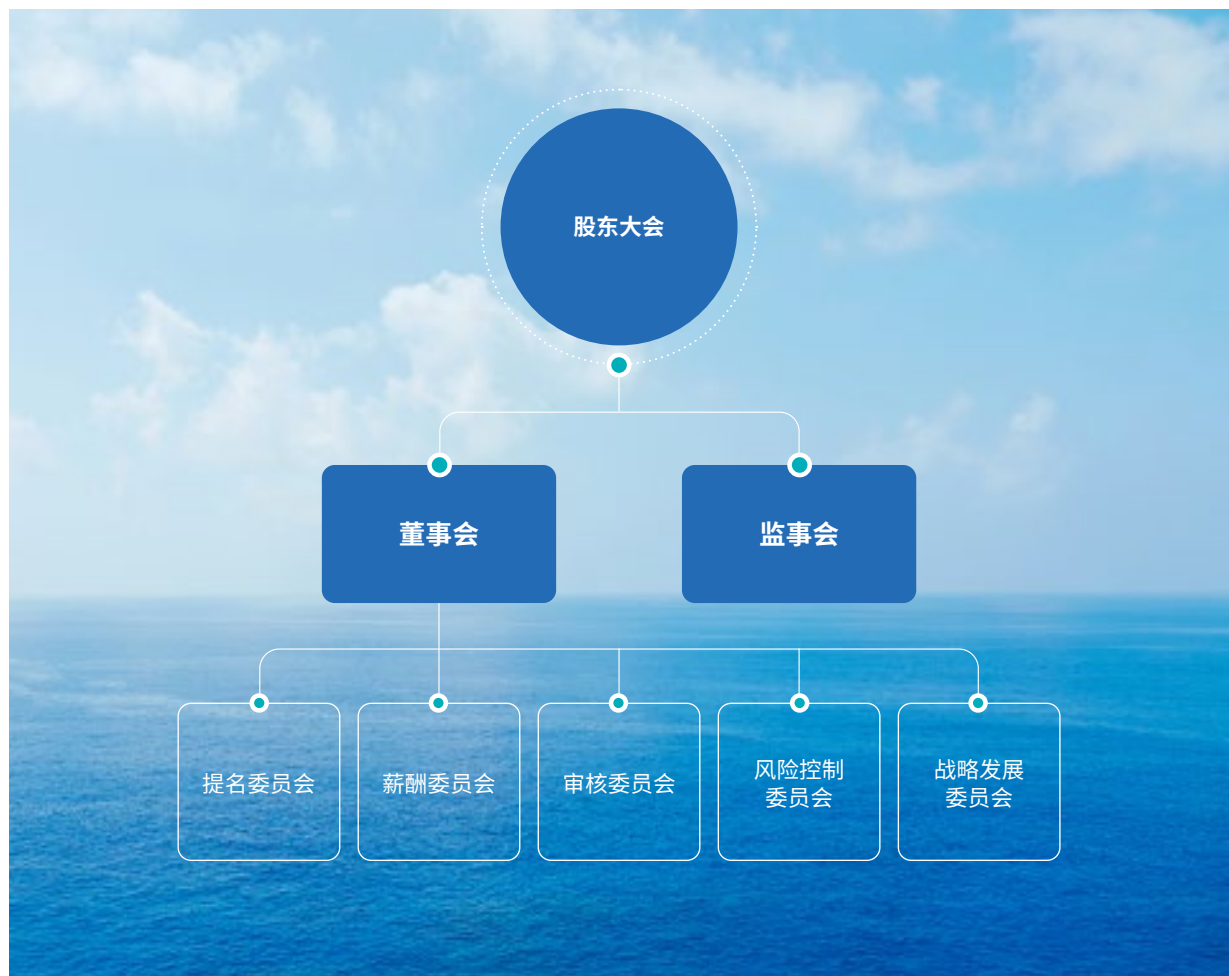 股东大会
董事会
监事会
提名委员会
薪酬委员会
审核委员会
风险控制
委员会
战略发展
委员会